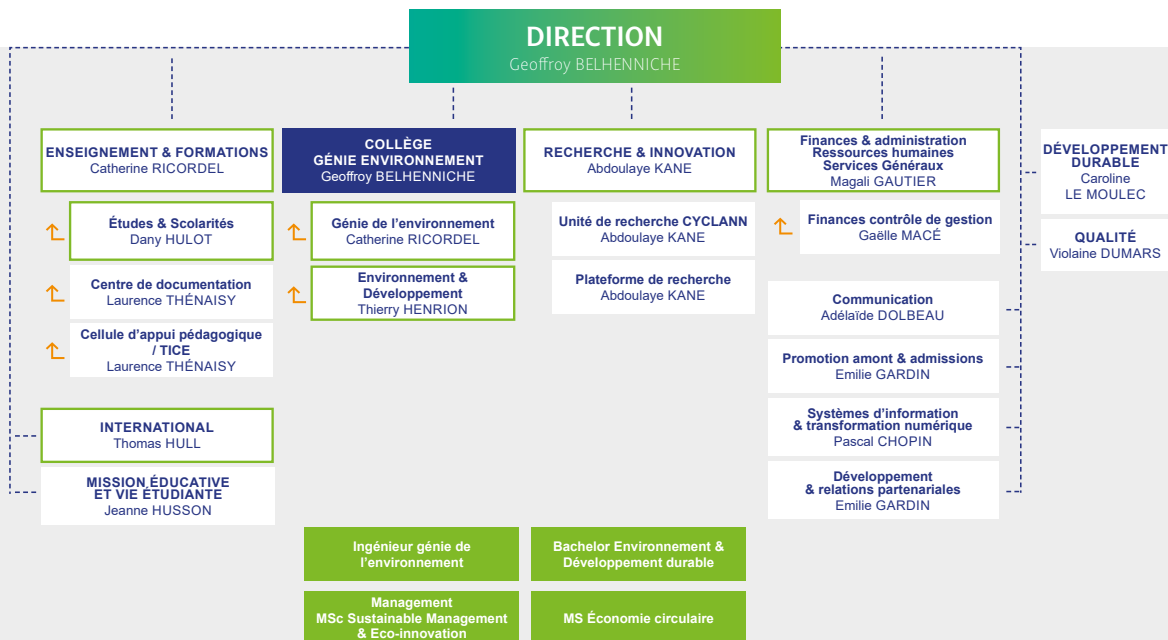 DIRECTION
Geoffroy BELHENNICHE
ENSEIGNEMENT & FORMATIONS
Catherine RICORDEL
Études & Scolarités
Dany HULOT
Centre de documentation
Laurence THÉNAISY
Cellule d’appui pédagogique
/ TICE
Laurence THÉNAISY
INTERNATIONAL
Thomas HULL
MISSION ÉDUCATIVE
ET VIE ÉTUDIANTE
Jeanne HUSSON
COLLÈGE
GÉNIE ENVIRONNEMENT
Geoffroy BELHENNICHE
Génie de l’environnement
Catherine RICORDEL
Environnement &
Développement
Thierry HENRION
RECHERCHE & INNOVATION
Abdoulaye KANE
Unité de recherche CYCLANN
Abdoulaye KANE
Plateforme de recherche
Abdoulaye KANE
Finances & administration
Ressources humaines
Services Généraux
Magali GAUTIER
Finances contrôle de gestion
Gaëlle MACÉ
Communication
Adélaïde DOLBEAU
Promotion amont & admissions
Emilie GARDIN
Systèmes d’information
& transformation numérique
Pascal CHOPIN
Développement
& relations partenariales
Emilie GARDIN
DÉVELOPPEMENT
DURABLE
Caroline
LE MOULEC
QUALITÉ
Violaine DUMARS
Ingénieur génie de
l’environnement
Bachelor Environnement &
Développement durable
Management
MSc Sustainable Management
& Eco-innovation
MS Économie circulaire